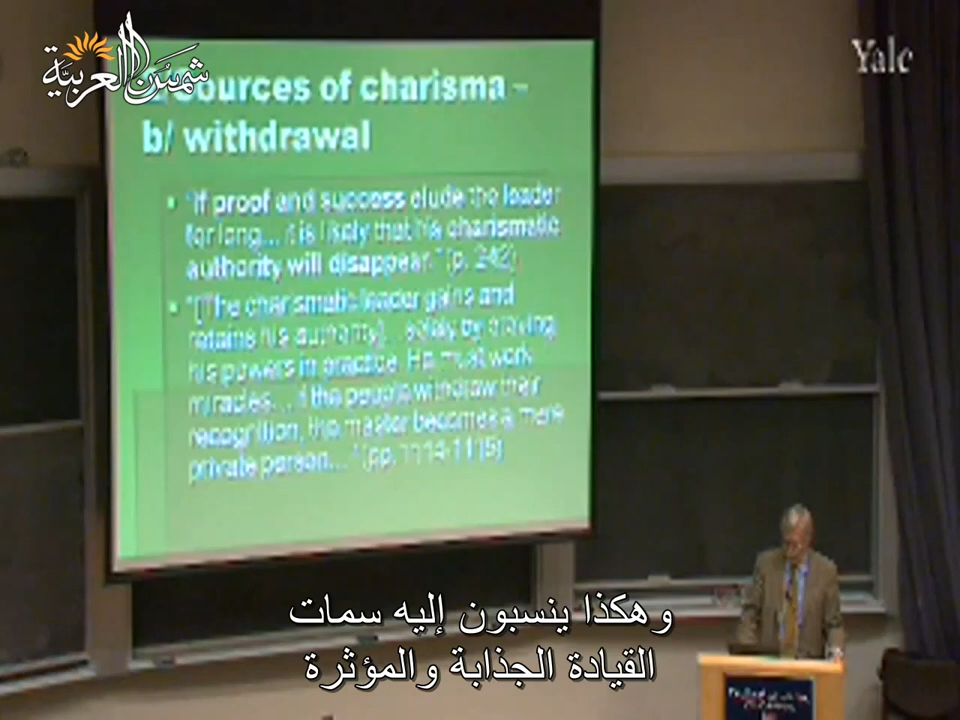 شمس العربية
Yale
sources of charisma –
b/ withdrawal
"If proof and success elude the leader
for long... it is likely that his charismatic
authority will disappear." (p. 242)
"[The charismatic leader gains and
retains his authority]... solely by proving
his powers in practice. He must work
miracles... If the people withdraw their
recognition, the master becomes a mere
private person..." (pp. 1114-1115)
وهكذا ينسبون إليه سمات
القيادة الجذابة والمؤثرة